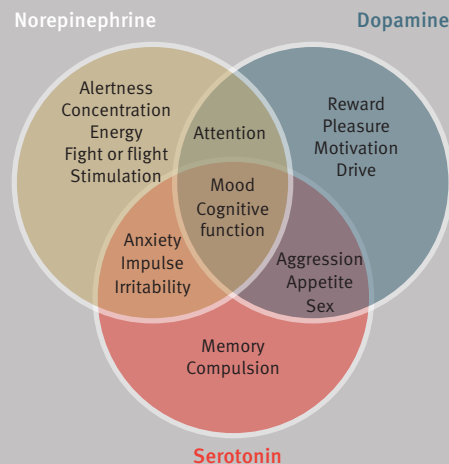 Norepinephrine
Dopamine
Alertness
Concentration
Energy
Fight or flight
Stimulation
Attention
Reward
Pleasure
Motivation
Drive
Mood
Cognitive
function
Anxiety
Impulse
Irritability
Aggression
Appetite
Sex
Memory
Compulsion
Serotonin